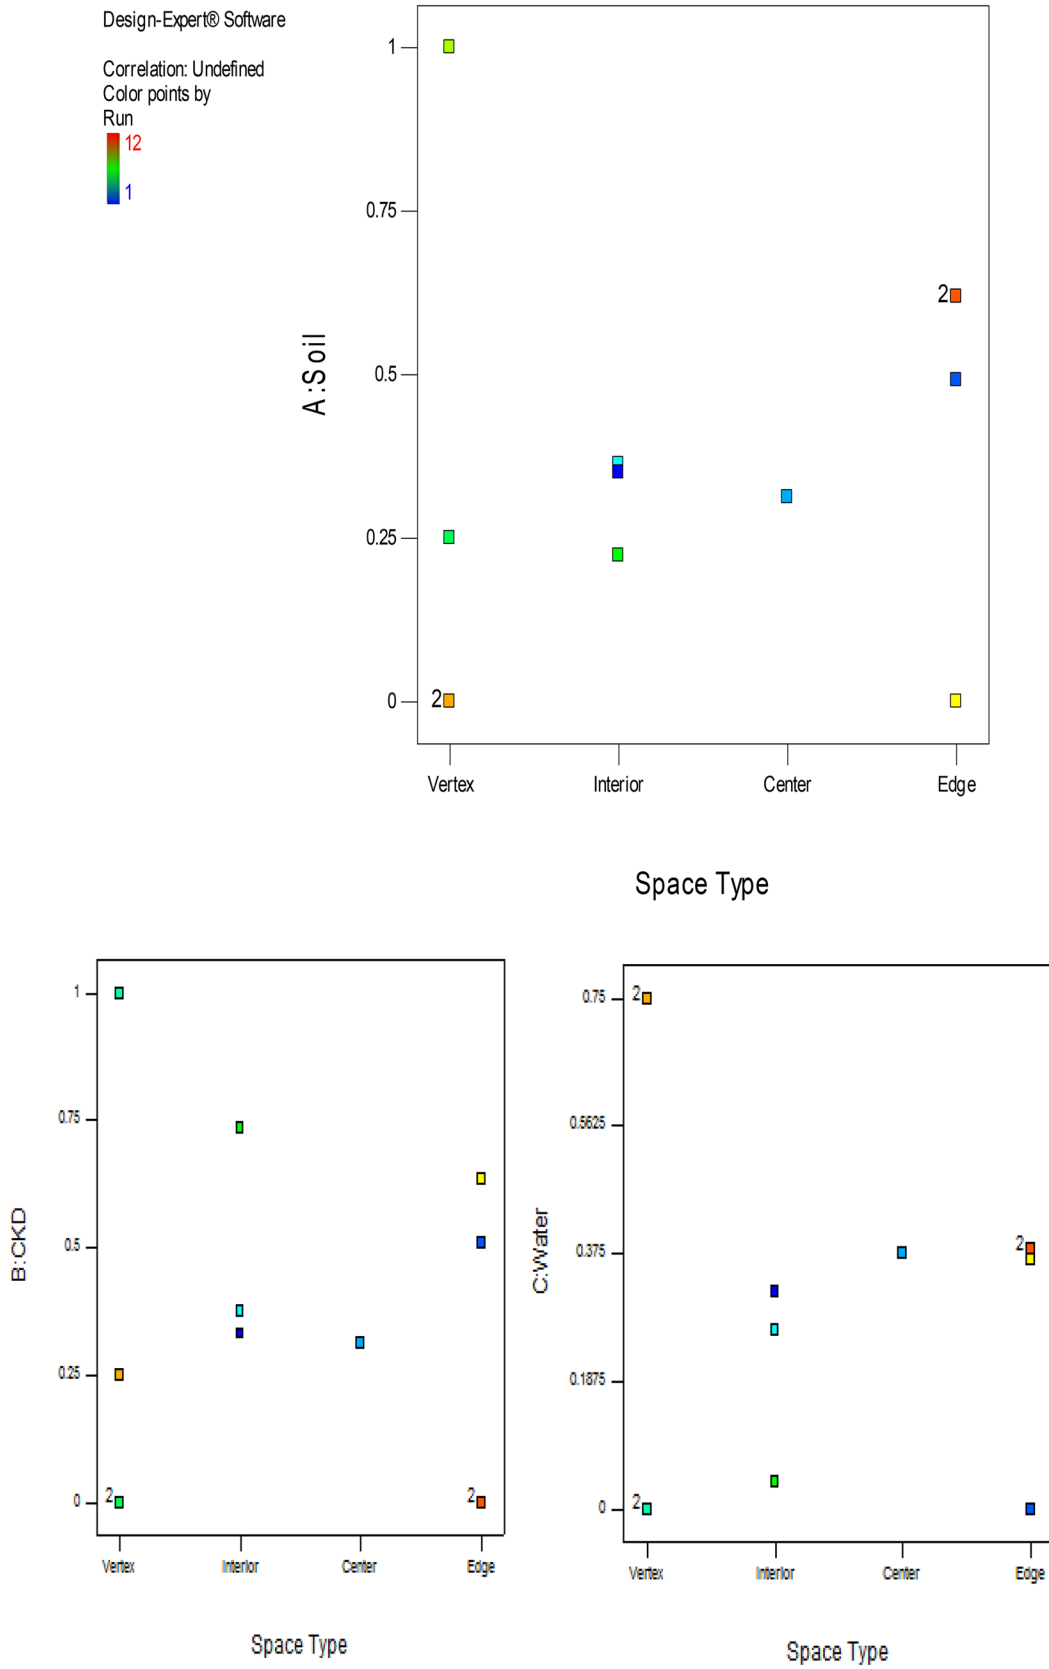 Design-Expert® Software
Correlation: Undefined
Color points by
Run
12
1
A:Soil
1
0.75
0.5
0.25
0
2
2
Vertex Interior Center Edge
Space Type
B:CKD
1
0.75
0.5
0.25
0
2
2
Vertex Interior Center Edge
Space Type
C:Water
0.75
0.5625
0.375
0.1875
0
2
2
2
Vertex Interior Center Edge
Space Type